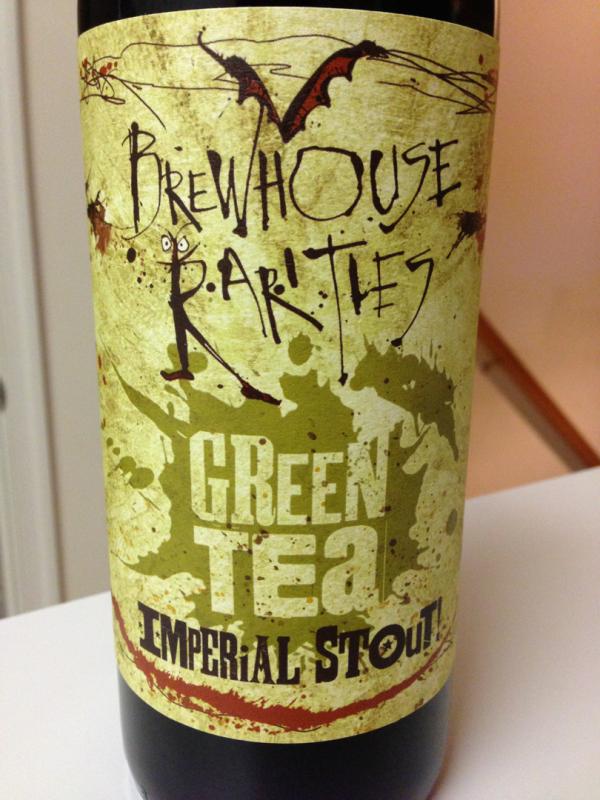 BREWHOUSE
RARITIES
GREEN
TEa
IMPERiAL STOuT!